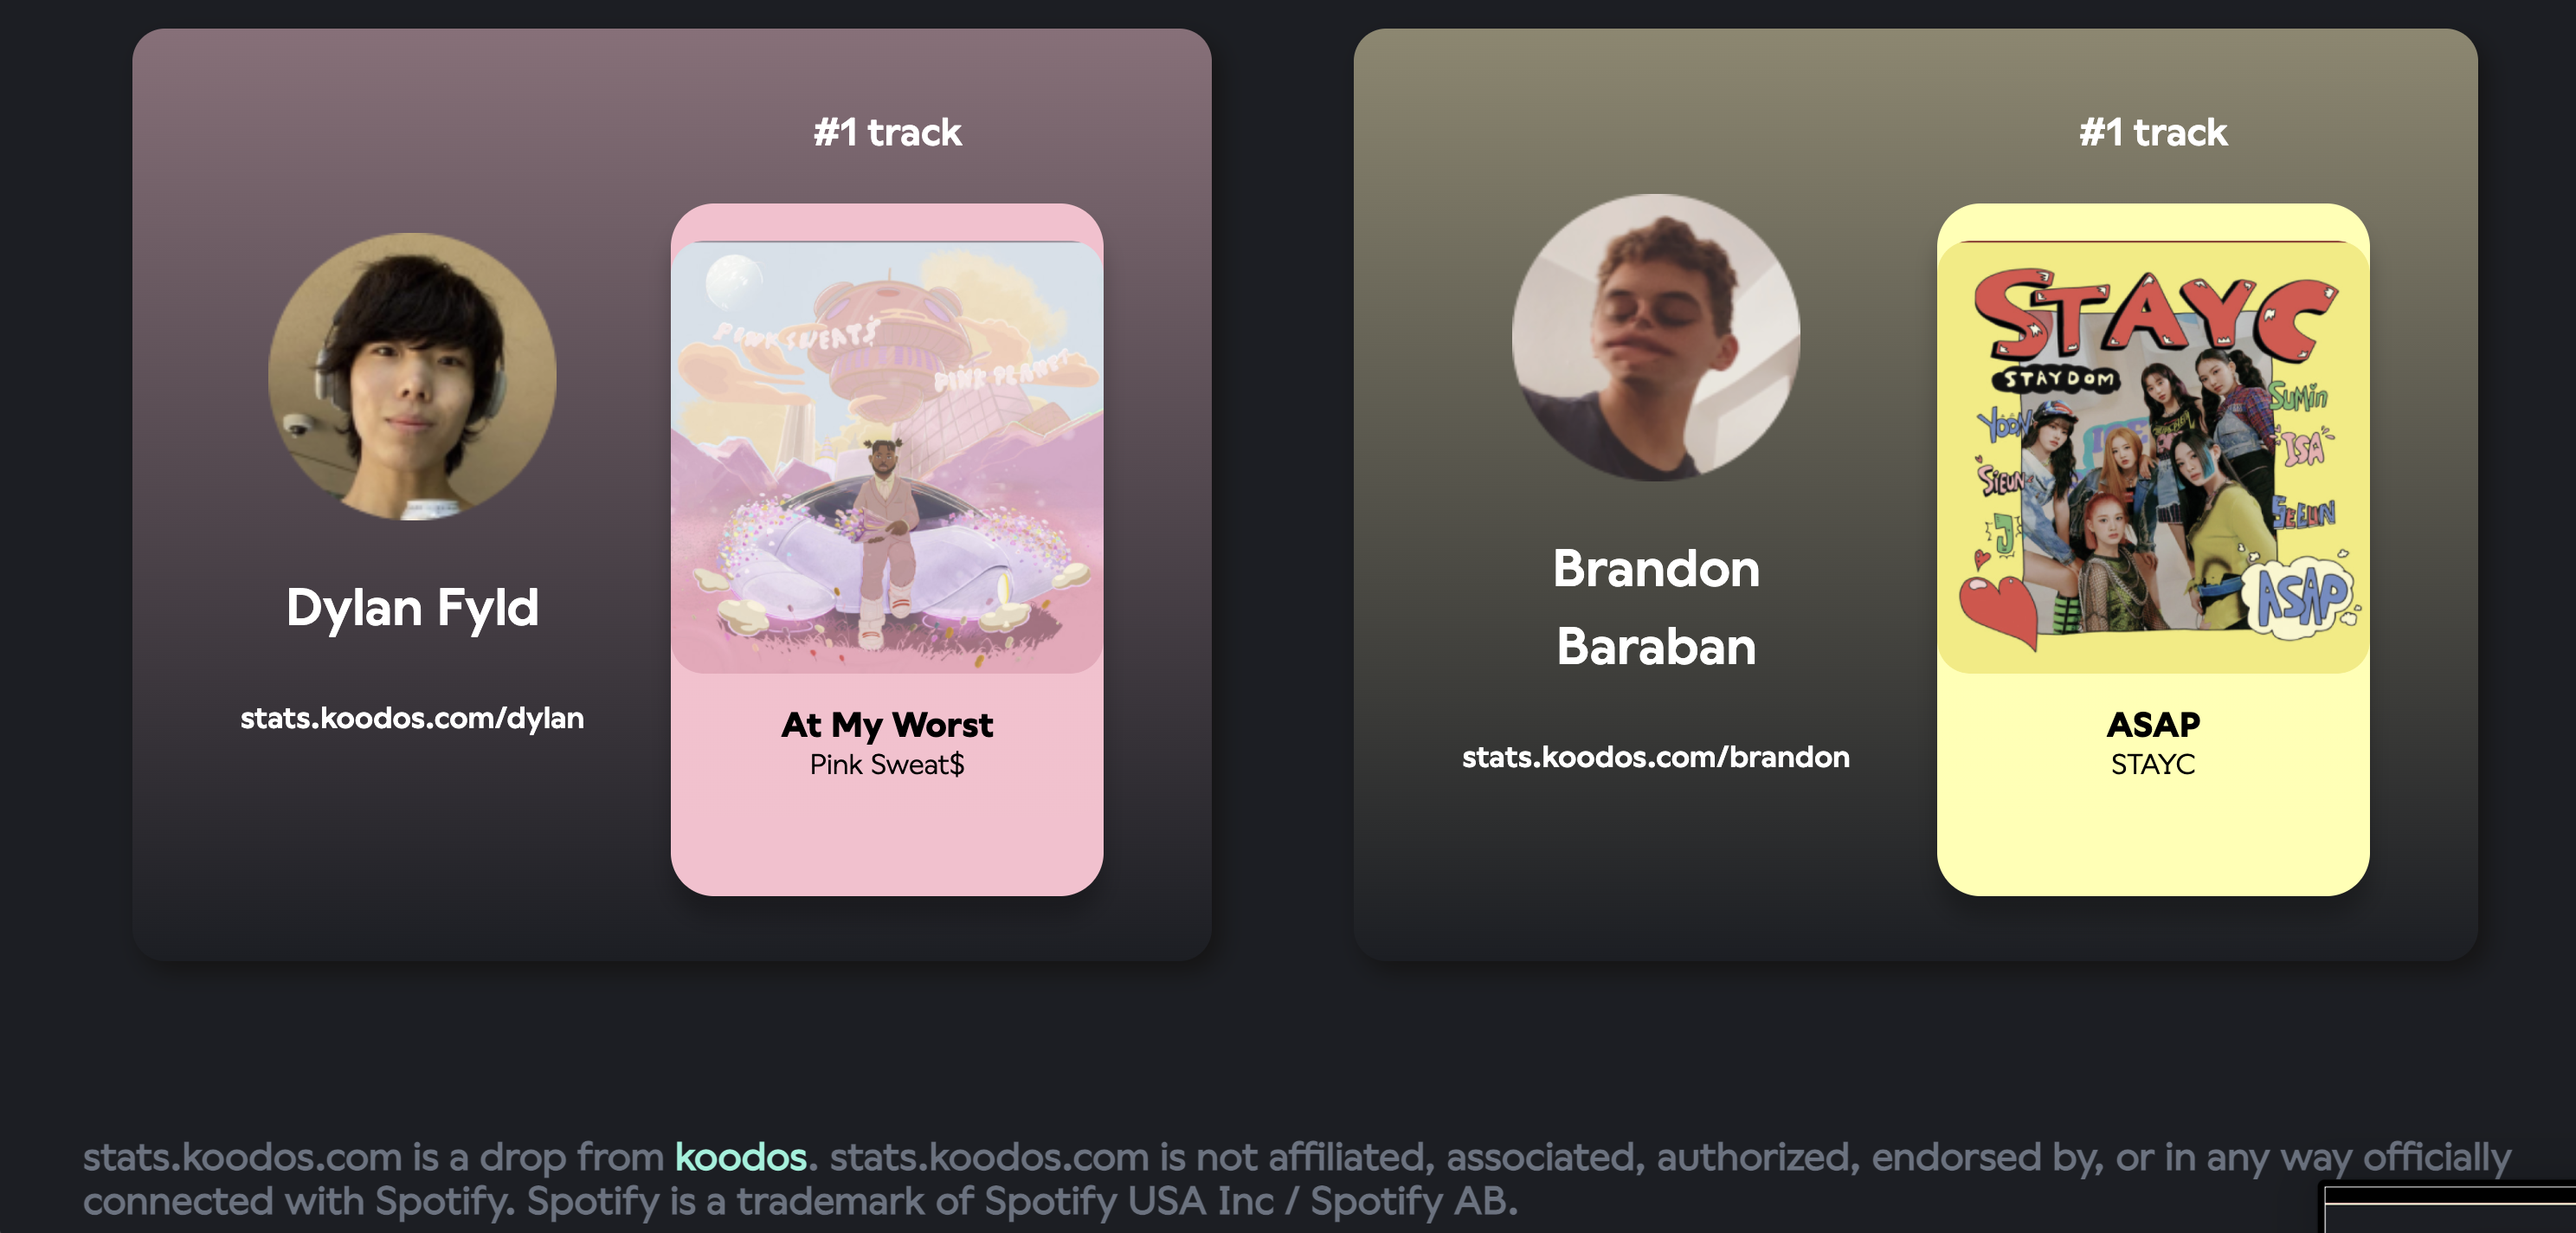 #1 track
PINK SWEAT$
PINK PLANET
Dylan Fyld
stats.koodos.com/dylan
At My Worst
Pink Sweat$
#1 track
STAYC
STAYDOM
SUMIN
YOON
ISA
SIEUN
SEEUN
J
ASAP
Brandon
Baraban
stats.koodos.com/brandon
ASAP
STAYC
stats.koodos.com is a drop from koodos. stats.koodos.com is not affiliated, associated, authorized, endorsed by, or in any way officially
connected with Spotify. Spotify is a trademark of Spotify USA Inc / Spotify AB.